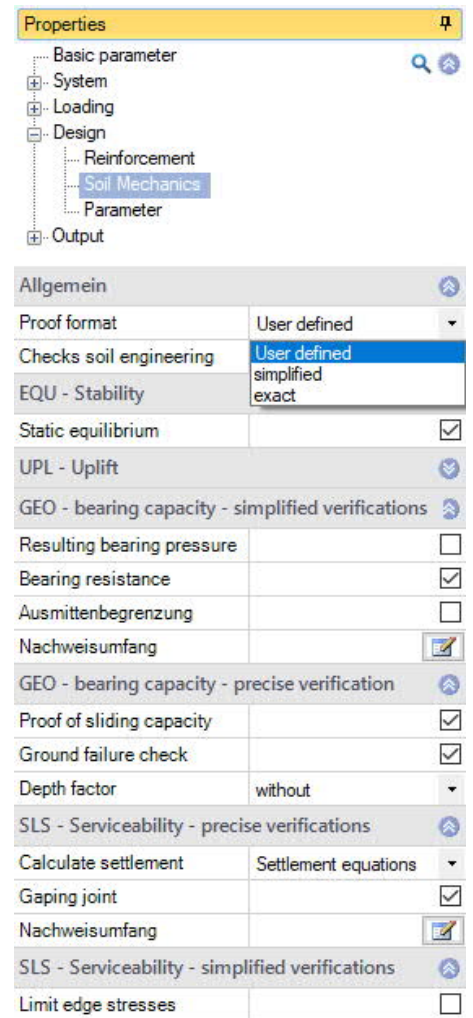 Properties
Basic parameter
System
Loading
Design
Reinforcement
Soil Mechanics
Parameter
Output
Allgemein
Proof format User defined
Checks soil engineering User defined
simplified
exact
EQU - Stability
Static equilibrium
UPL - Uplift
GEO - bearing capacity - simplified verifications
Resulting bearing pressure
Bearing resistance
Ausmittenbegrenzung
Nachweisumfang
GEO - bearing capacity - precise verification
Proof of sliding capacity
Ground failure check
Depth factor without
SLS - Serviceability - precise verifications
Calculate settlement Settlement equations
Gaping joint
Nachweisumfang
SLS - Serviceability - simplified verifications
Limit edge stresses